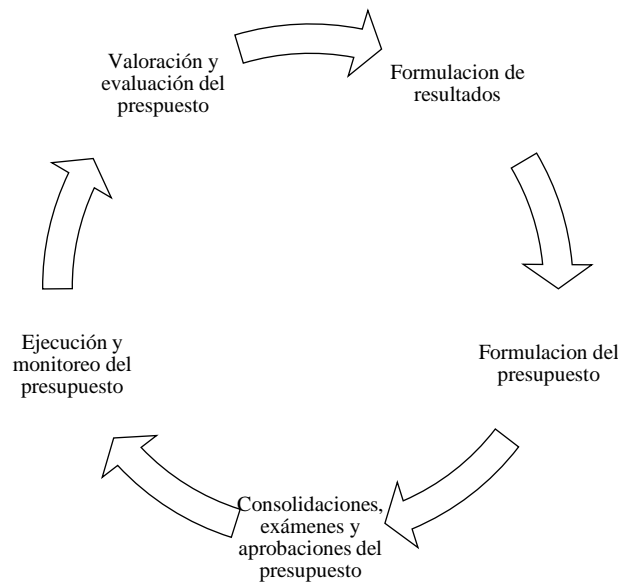 Valoración y
evaluación del
prespuesto
Formulacion de
resultados
Formulacion del
presupuesto
Consolidaciones,
exámenes y
aprobaciones del
presupuesto
Ejecución y
monitoreo del
presupuesto